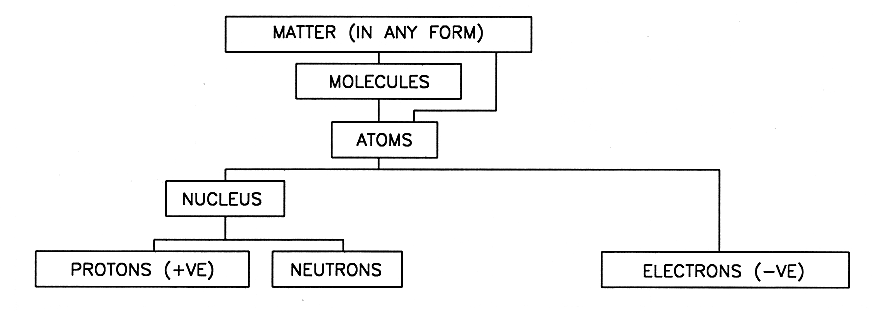 MATTER (IN ANY FORM)
MOLECULES
ATOMS
NUCLEUS
PROTONS (+VE)
NEUTRONS
ELECTRONS (−VE)